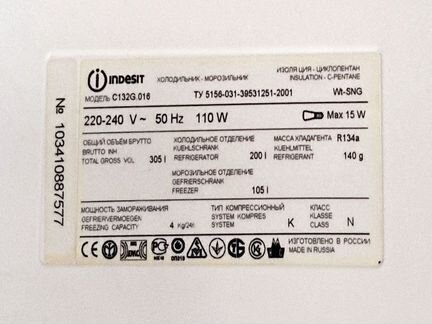 INDESIT
ХОЛОДИЛЬНИК - МОРОЗИЛЬНИК
ИЗОЛЯЦИЯ - ЦИКЛОПЕНТАН
INSULATION - C-PENTANE
МОДЕЛЬ C132G.016
ТУ 5156-031-39531251-2001
Wt-SNG
220-240 V ~ 50 Hz 110 W
Max 15 W
ОБЩИЙ ОБЪЕМ БРУТТО
BRUTTO INH
TOTAL GROSS VOL 305 l
ХОЛОДИЛЬНОЕ ОТДЕЛЕНИЕ
KUEHLSCHRANK
REFRIGERATOR 200 l
МАССА ХЛАДАГЕНТА R134a
KUEHLMITTEL
REFRIGERANT 140 g
МОРОЗИЛЬНОЕ ОТДЕЛЕНИЕ
GEFRIERSCHRANK
FREEZER 105 l
МОЩНОСТЬ ЗАМОРАЖИВАНИЯ
GEFRIERVERMOEGEN
FREEZING CAPACITY 4 Kg/24h
ТИП КОМПРЕССИОННЫЙ
SYSTEM KOMPRES
SYSTEM COMPRES K
КЛАСС
KLASSE
CLASS N
ИЗГОТОВЛЕНО В РОССИИ
MADE IN RUSSIA
№ 103410887577